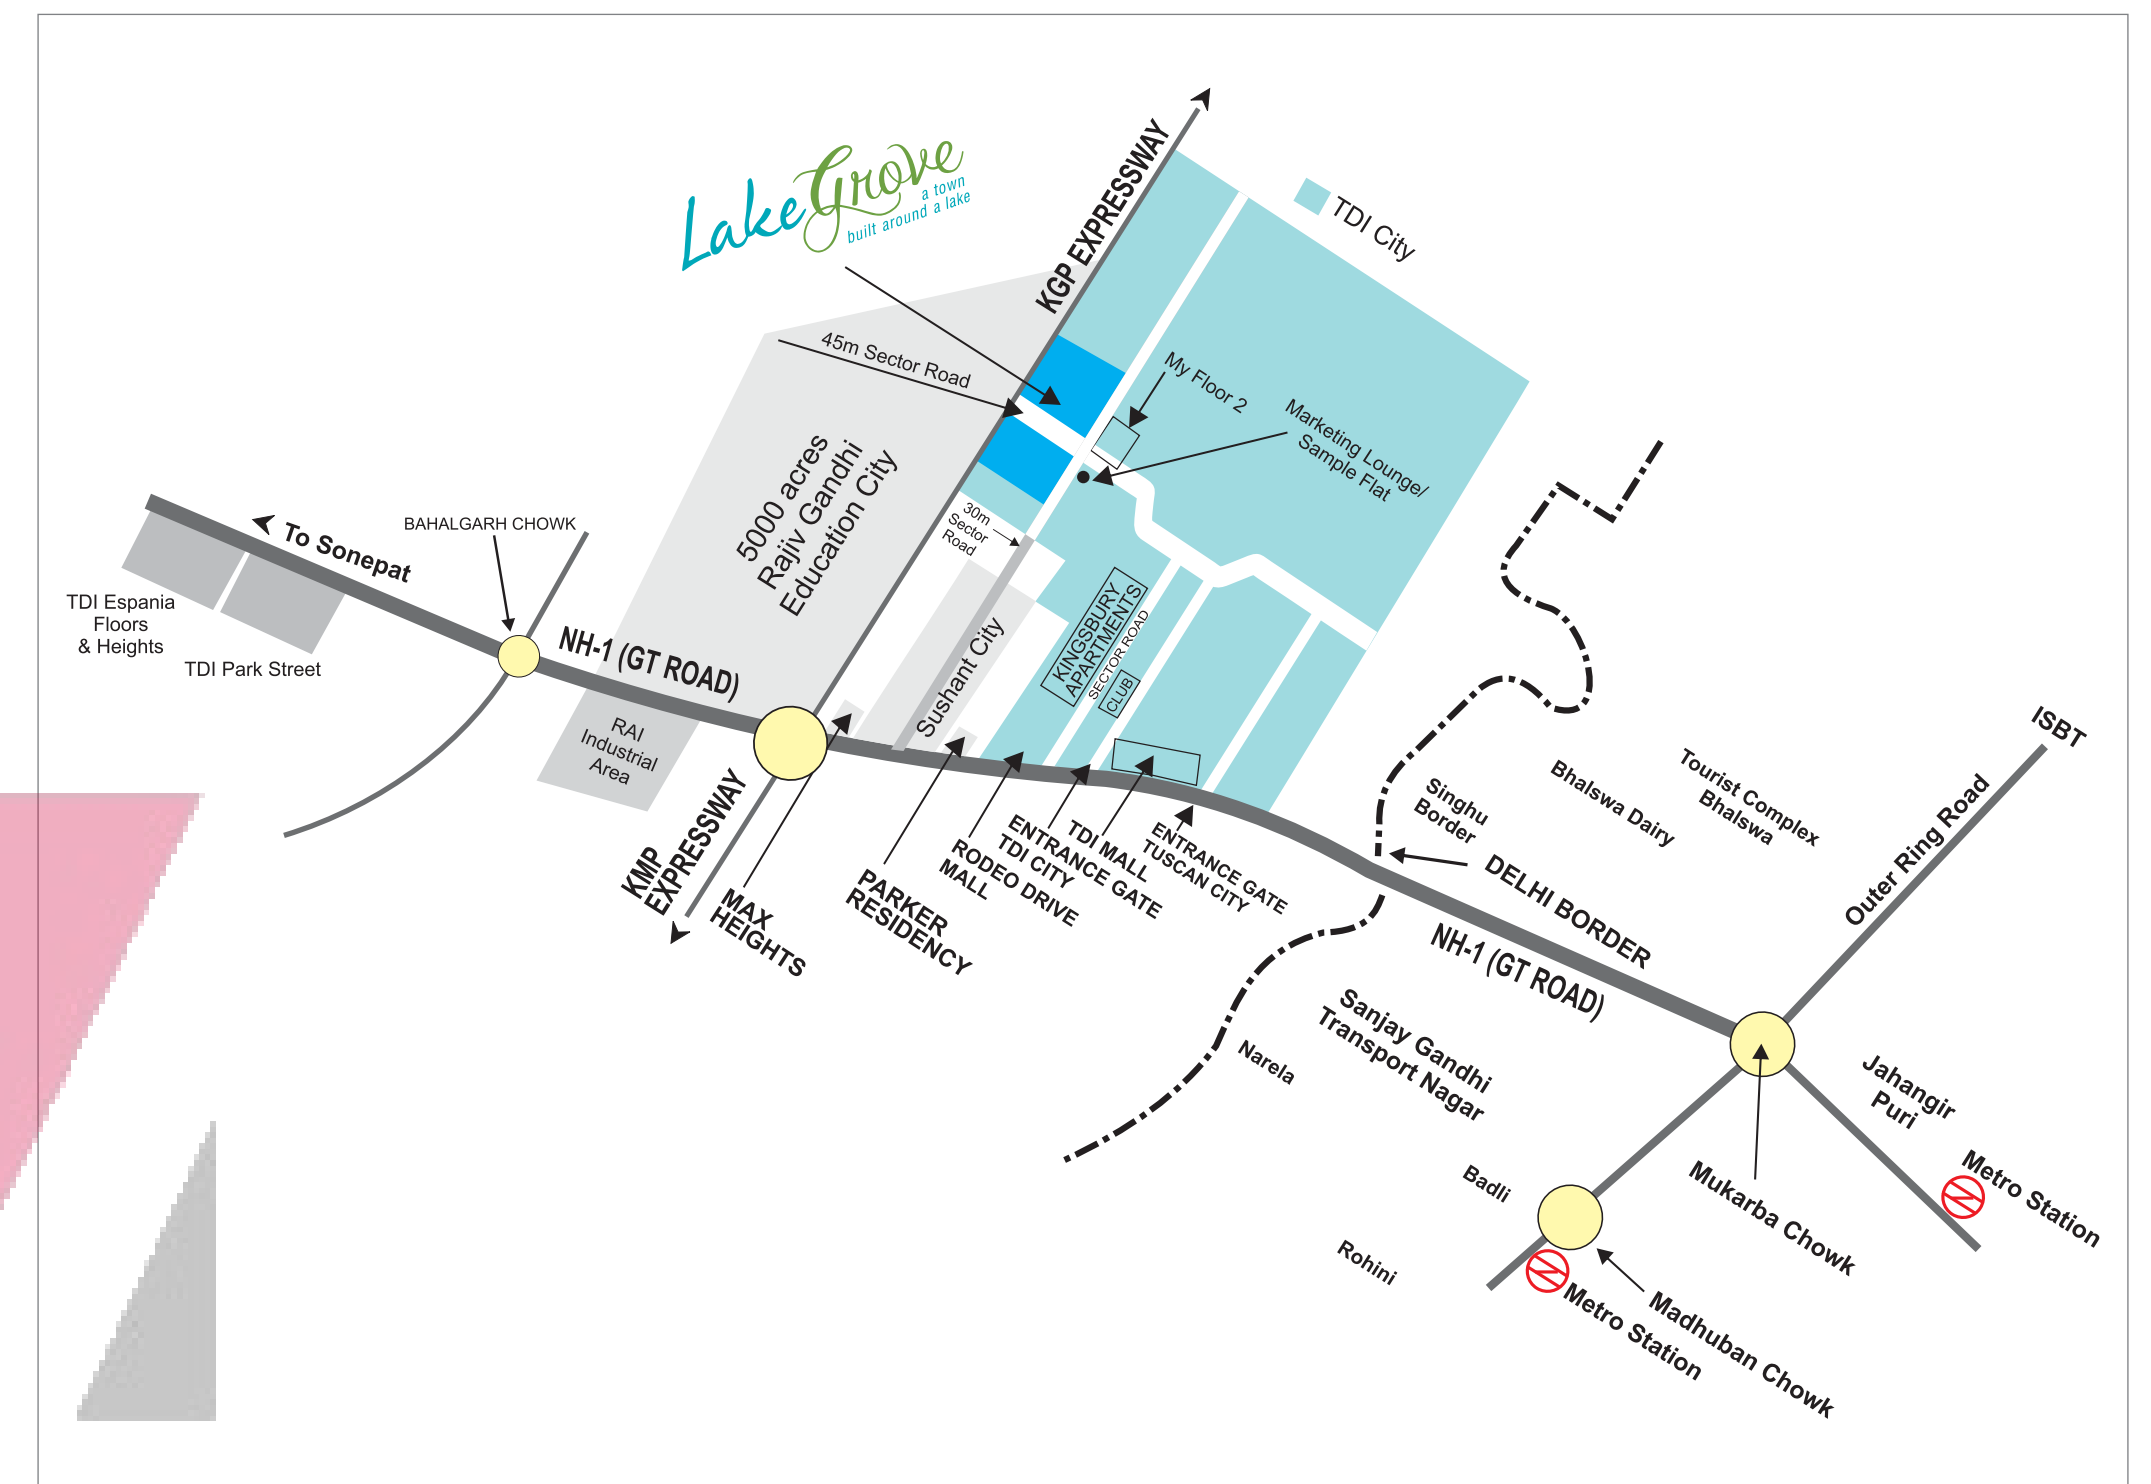 Lake Grove
a town
built around a lake
KGP EXPRESSWAY
TDI City
45m Sector Road
My Floor 2
Marketing Lounge/
Sample Flat
5000 acres
Rajiv Gandhi
Education City
30m
Sector
Road
BAHALGARH CHOWK
To Sonepat
TDI Espania
Floors
& Heights
TDI Park Street
NH-1 (GT ROAD)
RAI
Industrial
Area
Sushant City
KINGSBURY
APARTMENTS
SECTOR ROAD
CLUB
KMP
EXPRESSWAY
MAX
HEIGHTS
PARKER
RESIDENCY
RODEO DRIVE
MALL
ENTRANCE GATE
TDI CITY
TDI MALL
ENTRANCE GATE
TUSCAN CITY
Singhu
Border
DELHI BORDER
Bhalswa Dairy
Tourist Complex
Bhalswa
ISBT
Outer Ring Road
NH-1 (GT ROAD)
Sanjay Gandhi
Transport Nagar
Narela
Jahangir
Puri
Metro Station
Mukarba Chowk
Badli
Rohini
Metro Station
Madhuban Chowk